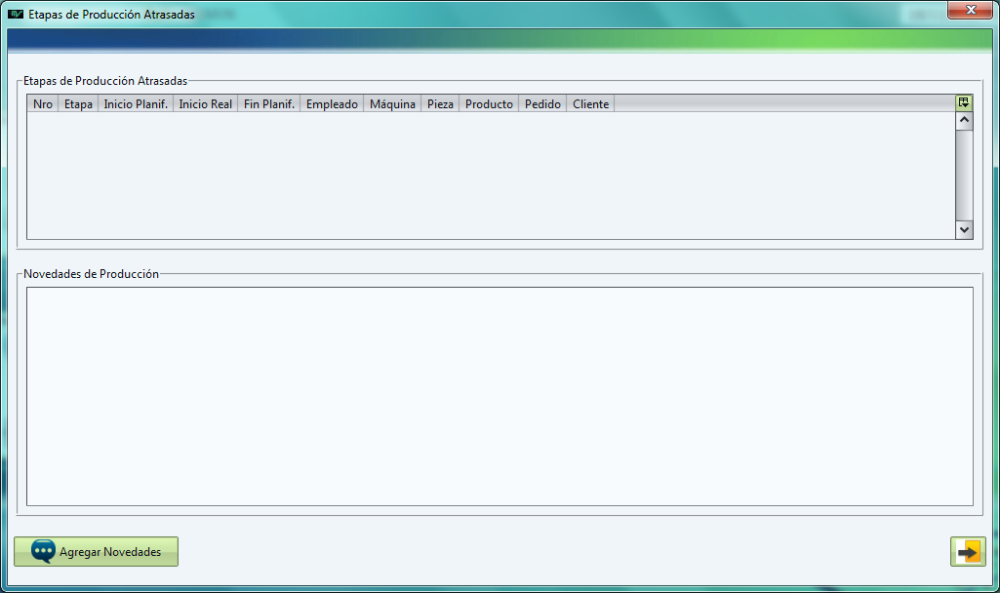 Etapas de Producción Atrasadas
Etapas de Producción Atrasadas
Nro Etapa Inicio Planif. Inicio Real Fin Planif. Empleado Máquina Pieza Producto Pedido Cliente
Novedades de Producción
Agregar Novedades